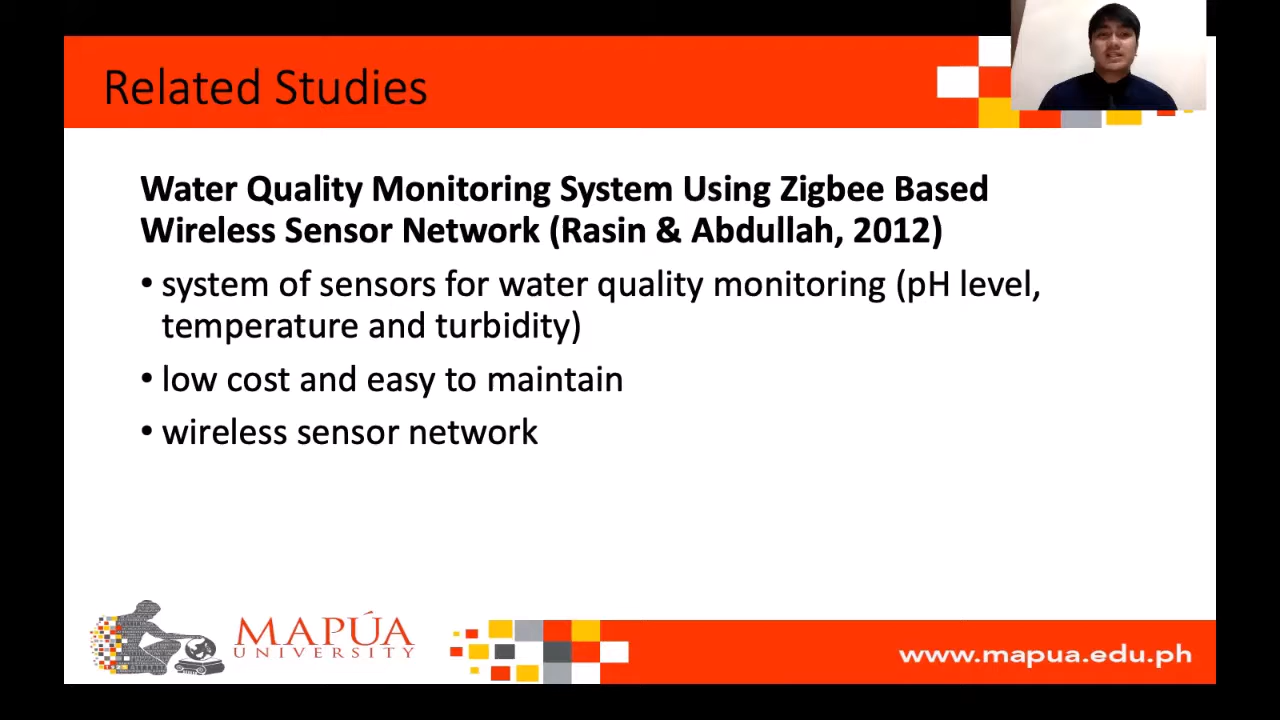 Related Studies
Water Quality Monitoring System Using Zigbee Based
Wireless Sensor Network (Rasin & Abdullah, 2012)
• system of sensors for water quality monitoring (pH level,
temperature and turbidity)
• low cost and easy to maintain
• wireless sensor network
MAPÚA
UNIVERSITY
www.mapua.edu.ph